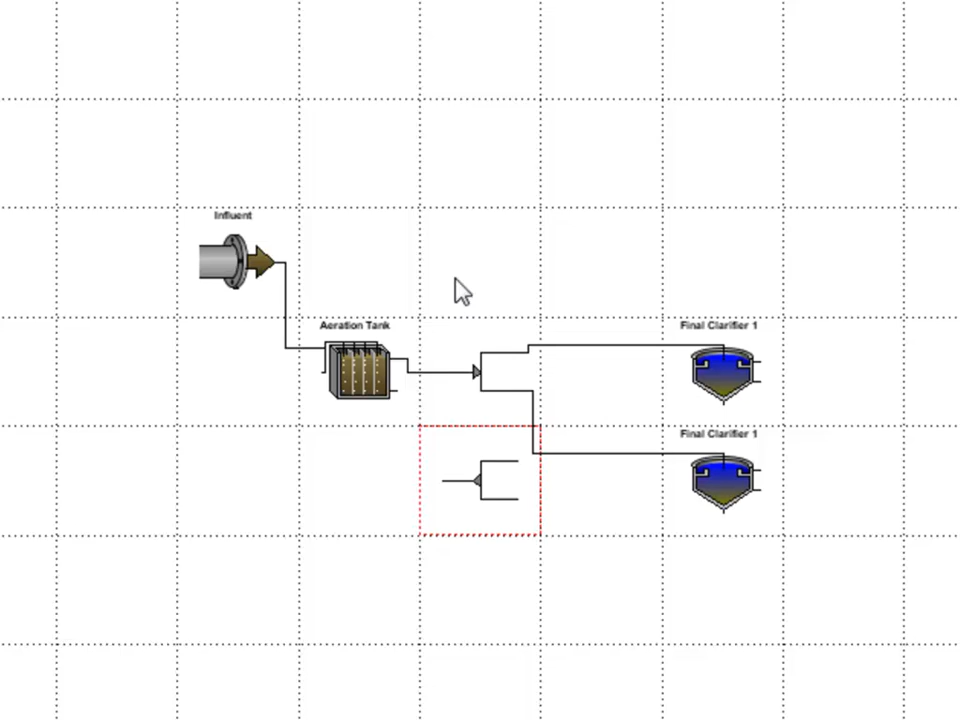 Influent
Aeration Tank
Final Clarifier 1
Final Clarifier 1